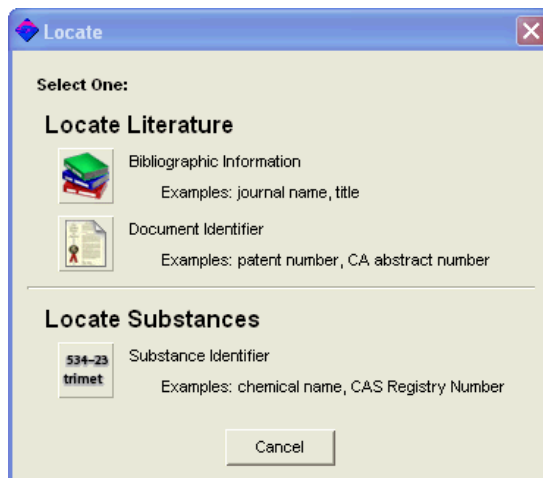 Locate
Select One:
Locate Literature
Bibliographic Information
Examples: journal name, title
Document Identifier
Examples: patent number, CA abstract number
Locate Substances
534-23
trimet
Substance Identifier
Examples: chemical name, CAS Registry Number
Cancel